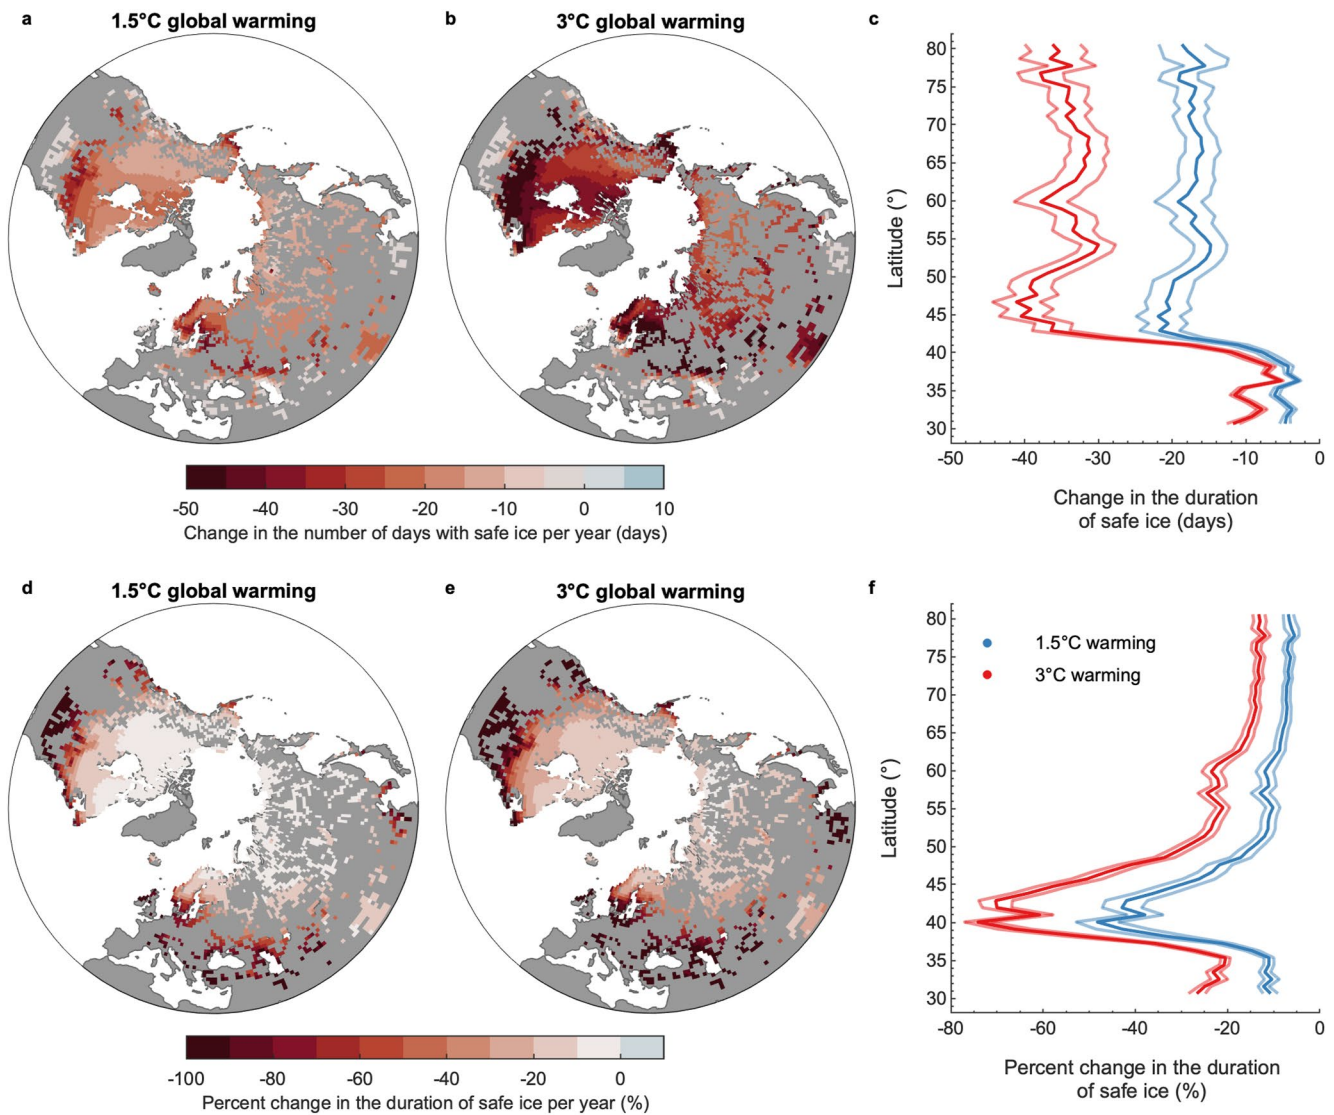 a
1.5°C global warming
b
3°C global warming
c
80
75
70
65
60
55
50
45
40
35
30
Latitude (°)
-50
-40
-30
-20
-10
0
Change in the duration
of safe ice (days)
-50
-40
-30
-20
-10
0
10
Change in the number of days with safe ice per year (days)
d
1.5°C global warming
e
3°C global warming
f
80
75
70
65
60
55
50
45
40
35
30
Latitude (°)
1.5°C warming
3°C warming
-80
-60
-40
-20
0
Percent change in the duration
of safe ice (%)
-100
-80
-60
-40
-20
0
Percent change in the duration of safe ice per year (%)